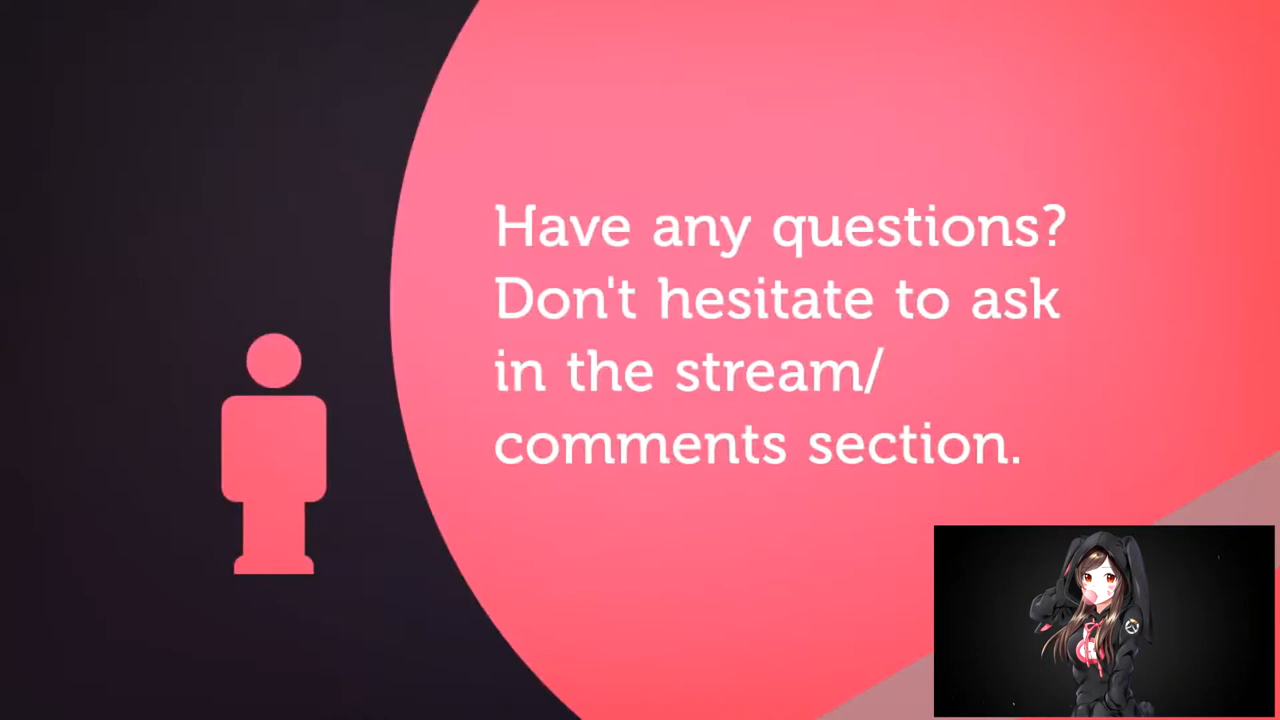 Have any questions?
Don't hesitate to ask
in the stream/
comments section.